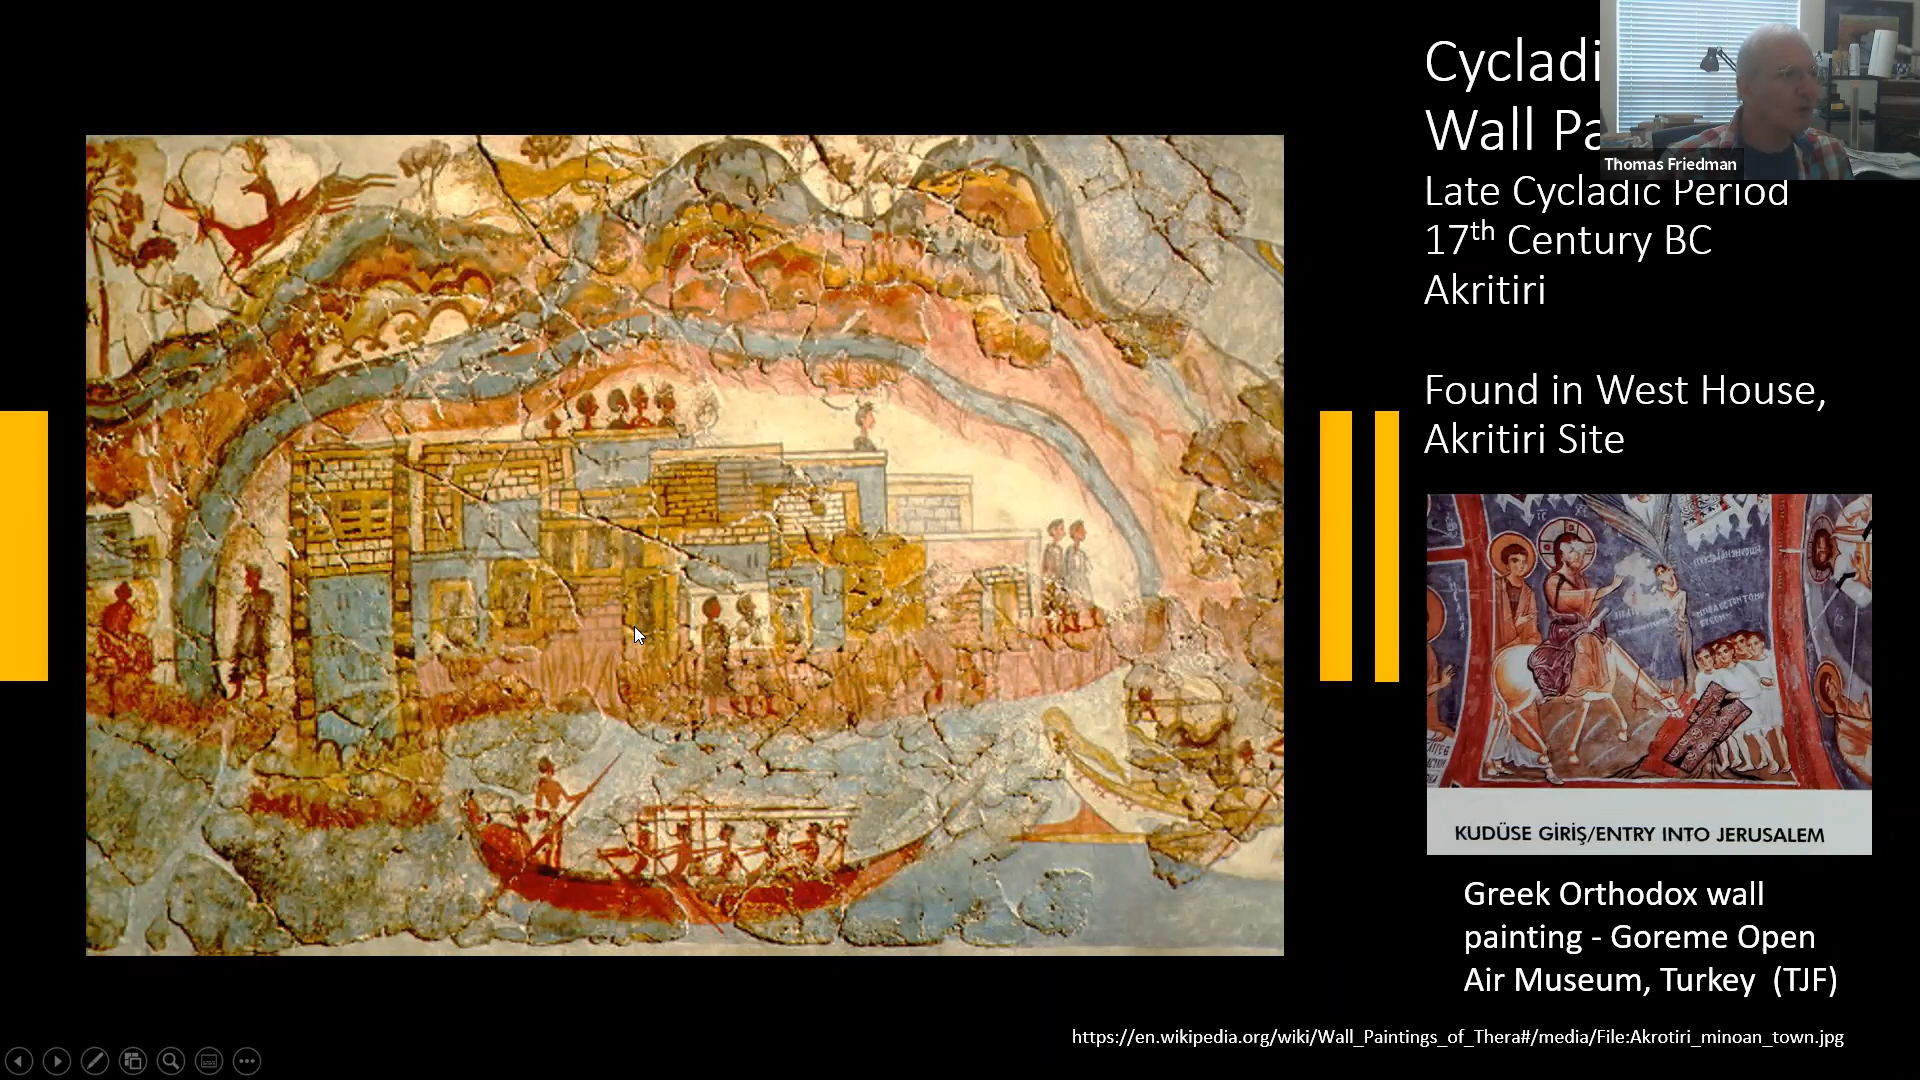 Cycladi
Wall Pa
Thomas Friedman
Late Cycladic Period
17th Century BC
Akritiri
Found in West House,
Akritiri Site
KUDÜSE GİRİŞ/ENTRY INTO JERUSALEM
Greek Orthodox wall
painting - Goreme Open
Air Museum, Turkey (TJF)
https://en.wikipedia.org/wiki/Wall_Paintings_of_Thera#/media/File:Akrotiri_minoan_town.jpg